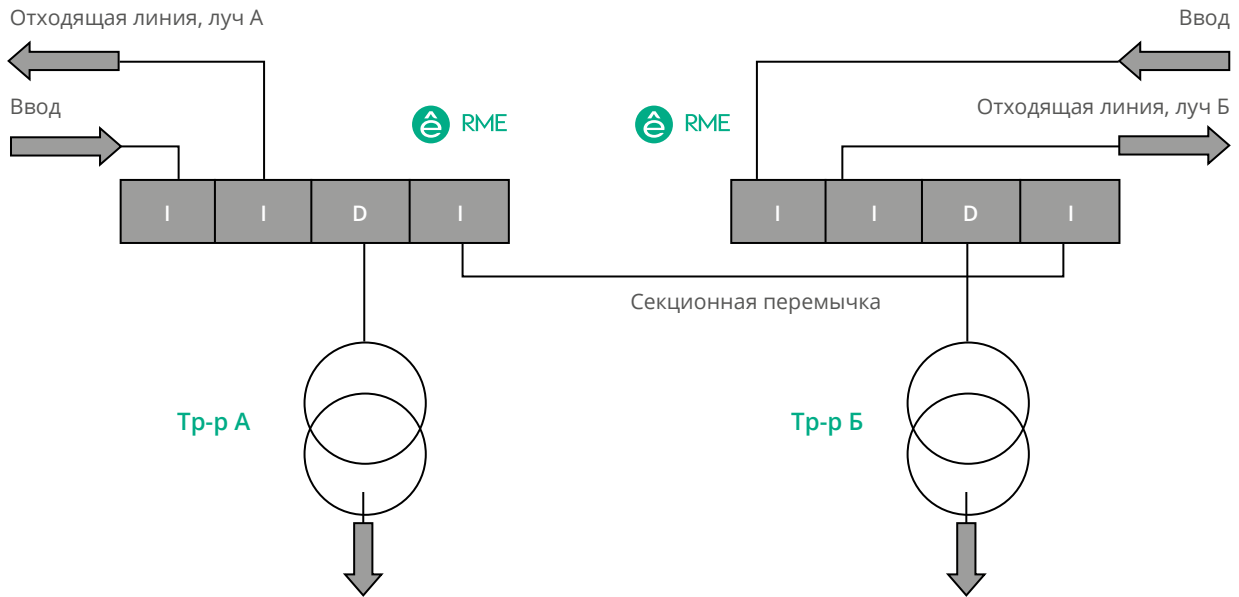 Отходящая линия, луч А
Ввод
Ввод
Отходящая линия, луч Б
ê RME
ê RME
I I D I
I I D I
Секционная перемычка
Тр-р А
Тр-р Б